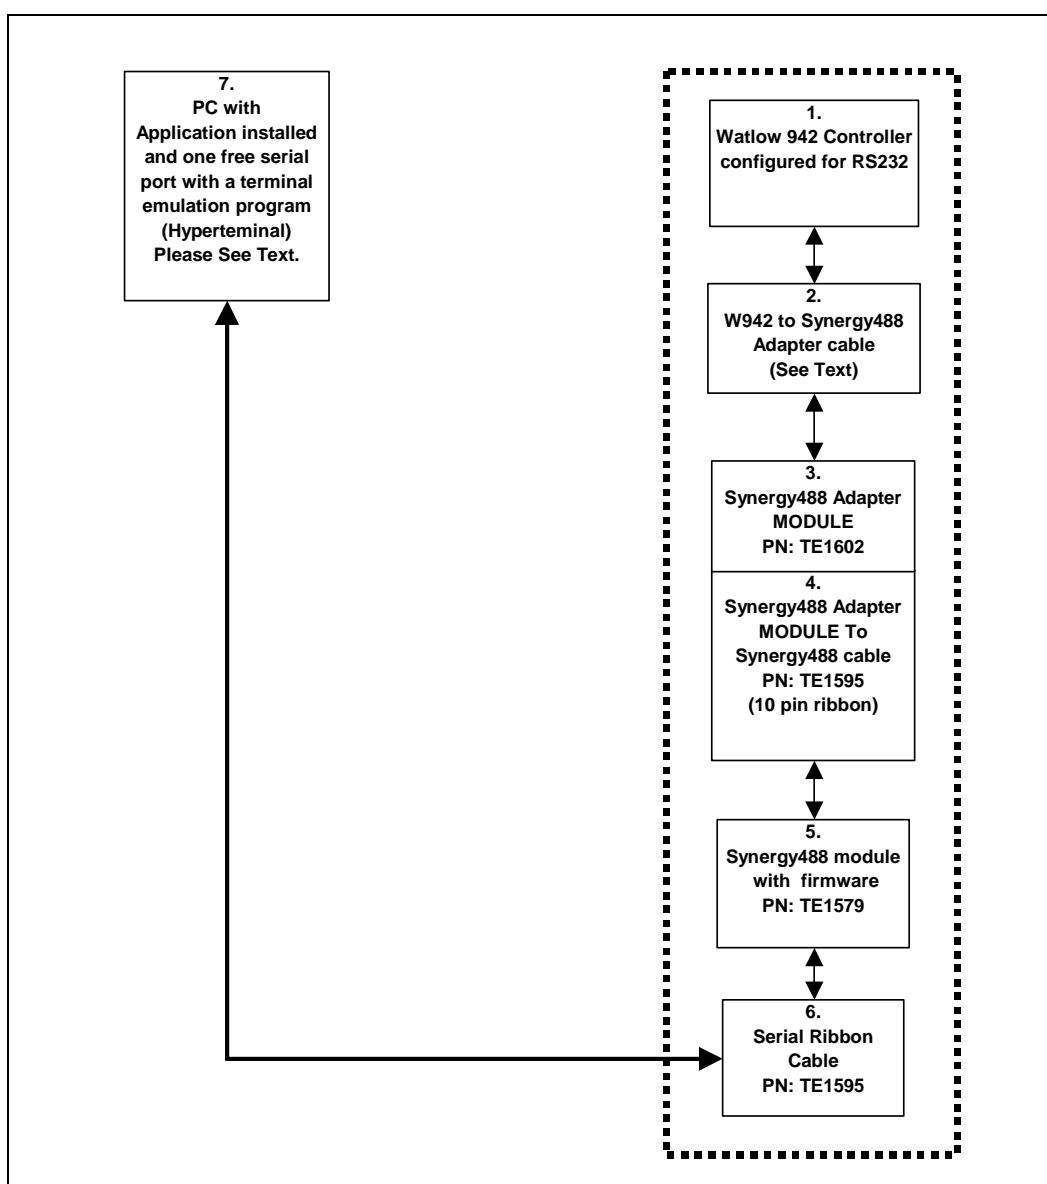 7.
PC with
Application installed
and one free serial
port with a terminal
emulation program
(Hyperteminal)
Please See Text.
1.
Watlow 942 Controller
configured for RS232
2.
W942 to Synergy488
Adapter cable
(See Text)
3.
Synergy488 Adapter
MODULE
PN: TE1602
4.
Synergy488 Adapter
MODULE To
Synergy488 cable
PN: TE1595
(10 pin ribbon)
5.
Synergy488 module
with firmware
PN: TE1579
6.
Serial Ribbon
Cable
PN: TE1595